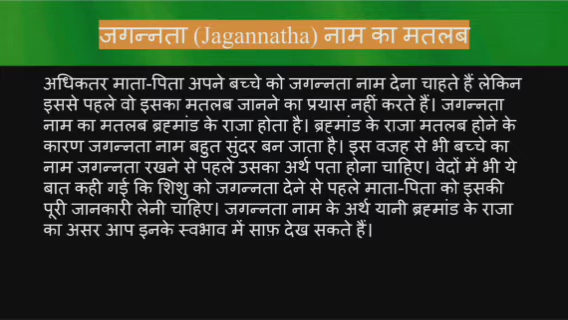 जगन्नता (Jagannatha) नाम का मतलब
अधिकतर माता-पिता अपने बच्चे को जगन्नता नाम देना चाहते हैं लेकिन
इससे पहले वो इसका मतलब जानने का प्रयास नहीं करते हैं। जगन्नता
नाम का मतलब ब्रह्मांड के राजा होता है। ब्रह्मांड के राजा मतलब होने के
कारण जगन्नता नाम बहुत सुंदर बन जाता है। इस वजह से भी बच्चे का
नाम जगन्नता रखने से पहले उसका अर्थ पता होना चाहिए। वेदों में भी ये
बात कही गई कि शिशु को जगन्नता देने से पहले माता-पिता को इसकी
पूरी जानकारी लेनी चाहिए। जगन्नता नाम के अर्थ यानी ब्रह्मांड के राजा
का असर आप इनके स्वभाव में साफ़ देख सकते हैं।